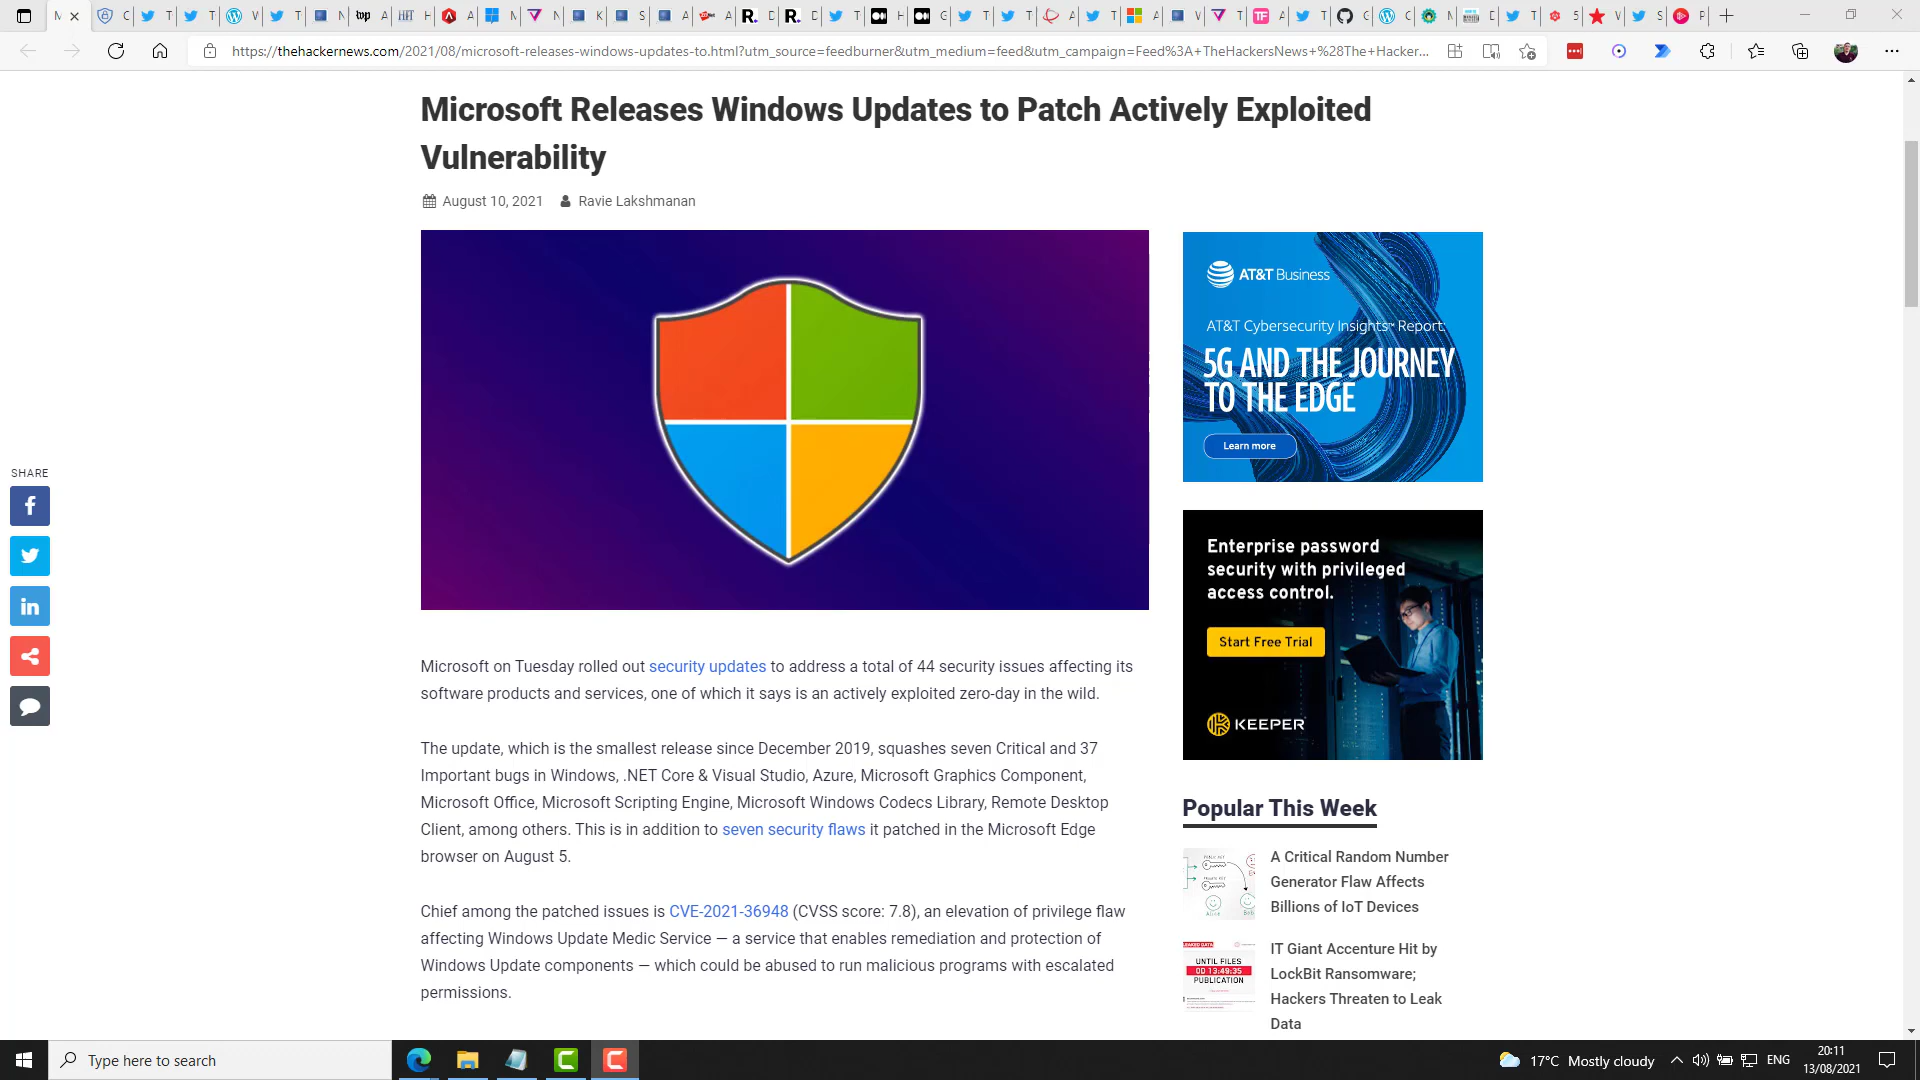 https://thehackernews.com/2021/08/microsoft-releases-windows-updates-to.html?utm_source=feedburner&utm_medium=feed&utm_campaign=Feed%3A+TheHackersNews+%28The+Hacker...
Microsoft Releases Windows Updates to Patch Actively Exploited
Vulnerability
August 10, 2021 Ravie Lakshmanan
AT&T Business
AT&T Cybersecurity Insights™ Report:
5G AND THE JOURNEY
TO THE EDGE
Learn more
SHARE
Enterprise password
security with privileged
access control.
Start Free Trial
KEEPER
Microsoft on Tuesday rolled out security updates to address a total of 44 security issues affecting its
software products and services, one of which it says is an actively exploited zero-day in the wild.
The update, which is the smallest release since December 2019, squashes seven Critical and 37
Important bugs in Windows, .NET Core & Visual Studio, Azure, Microsoft Graphics Component,
Microsoft Office, Microsoft Scripting Engine, Microsoft Windows Codecs Library, Remote Desktop
Client, among others. This is in addition to seven security flaws it patched in the Microsoft Edge
browser on August 5.
Chief among the patched issues is CVE-2021-36948 (CVSS score: 7.8), an elevation of privilege flaw
affecting Windows Update Medic Service — a service that enables remediation and protection of
Windows Update components — which could be abused to run malicious programs with escalated
permissions.
Popular This Week
A Critical Random Number
Generator Flaw Affects
Billions of IoT Devices
UNTIL FILES
0D 13:49:35
PUBLICATION
IT Giant Accenture Hit by
LockBit Ransomware;
Hackers Threaten to Leak
Data
Type here to search
17°C Mostly cloudy
ENG
20:11
13/08/2021